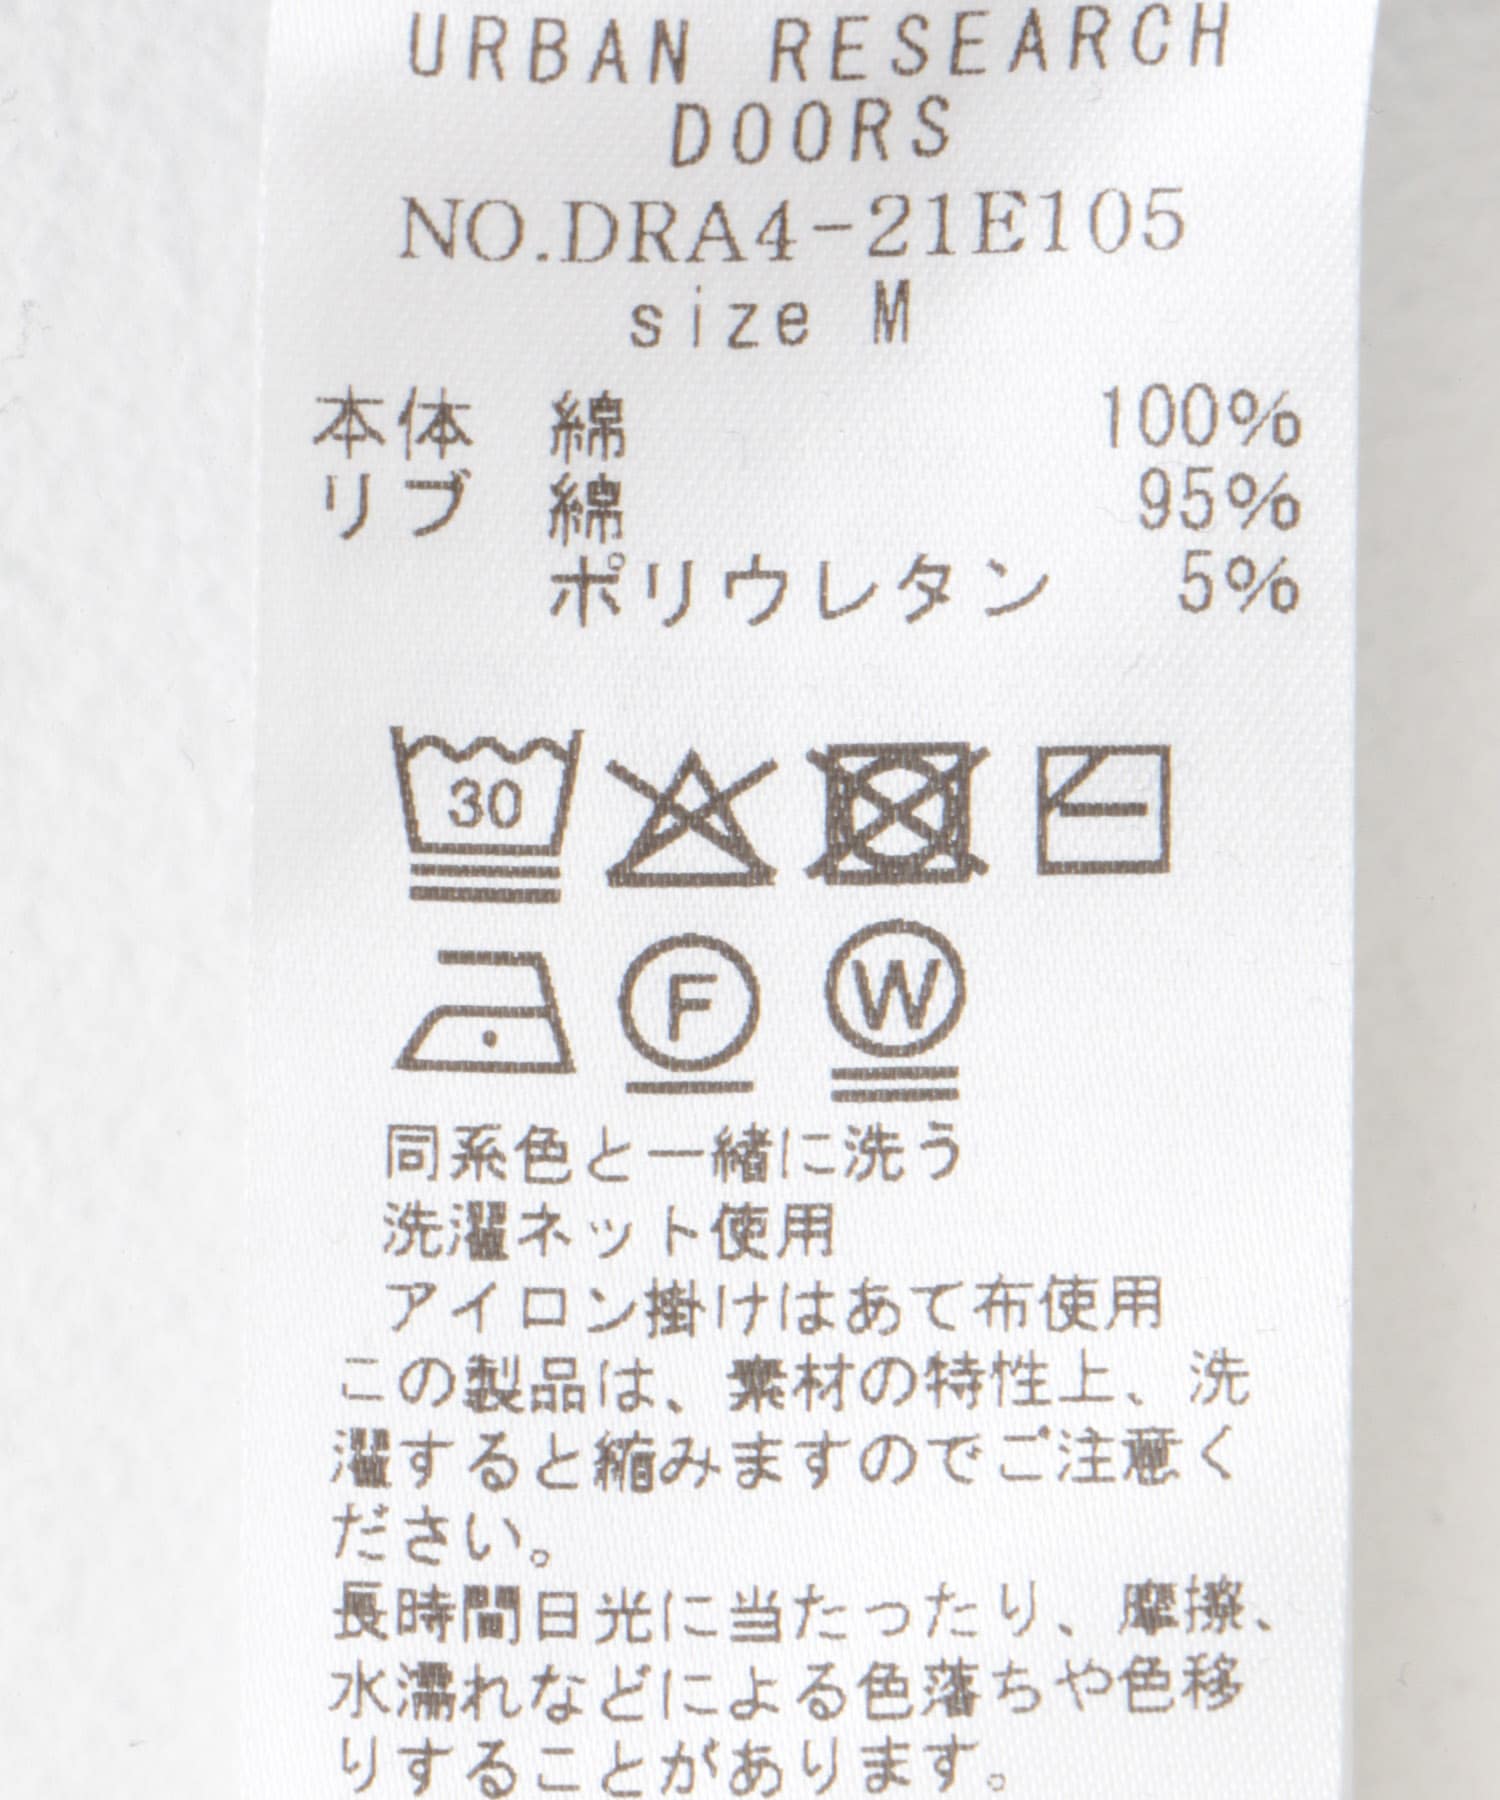 URBAN RESEARCH
DOORS
NO.DRA4-21E105
size M
本体 綿 100%
リブ 綿 95%
ポリウレタン 5%
30
F
W
同系色と一緒に洗う
洗濯ネット使用
アイロン掛けはあて布使用
この製品は、素材の特性上、洗
濯すると縮みますのでご注意く
ださい。
長時間日光に当たったり、摩擦、
水濡れなどによる色落ちや色移
りすることがあります。